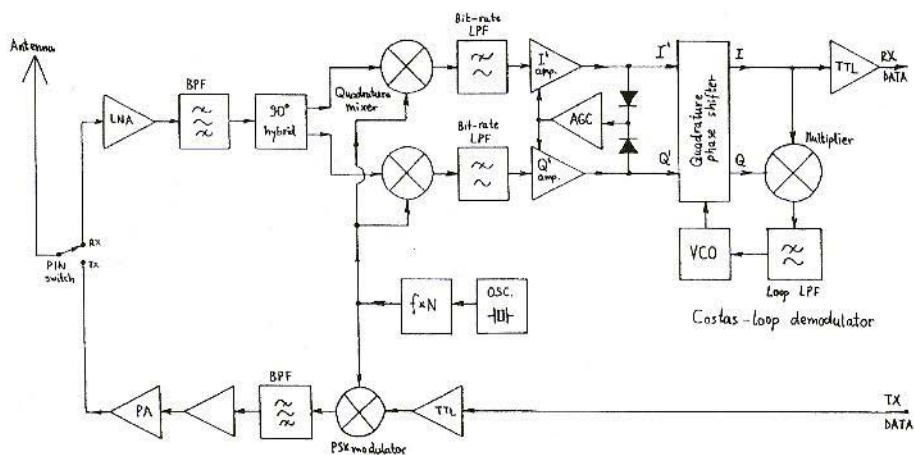 Antenna
LNA
BPF
90°
hybrid
Quadrature
mixer
Bit-rate
LPF
Bit-rate
LPF
I'
amp.
AGC
Q'
amp.
I'
Q'
Quadrature
phase shifter
I
Q
TTL
RX
DATA
Multiplier
VCO
Loop LPF
Costas-loop demodulator
PIN
switch
RX
TX
f×N
OSC.
PA
BPF
PSK modulator
TTL
TX
DATA